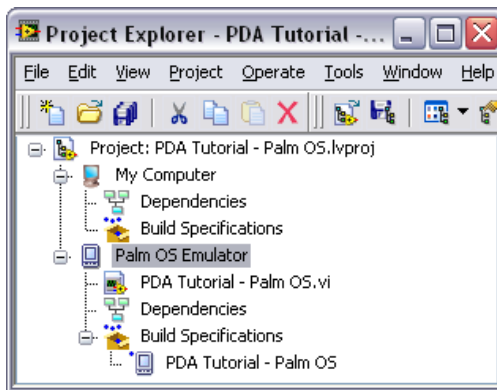 Project Explorer - PDA Tutorial -...
File Edit View Project Operate Tools Window Help
Project: PDA Tutorial - Palm OS.lvproj
My Computer
Dependencies
Build Specifications
Palm OS Emulator
PDA Tutorial - Palm OS.vi
Dependencies
Build Specifications
PDA Tutorial - Palm OS